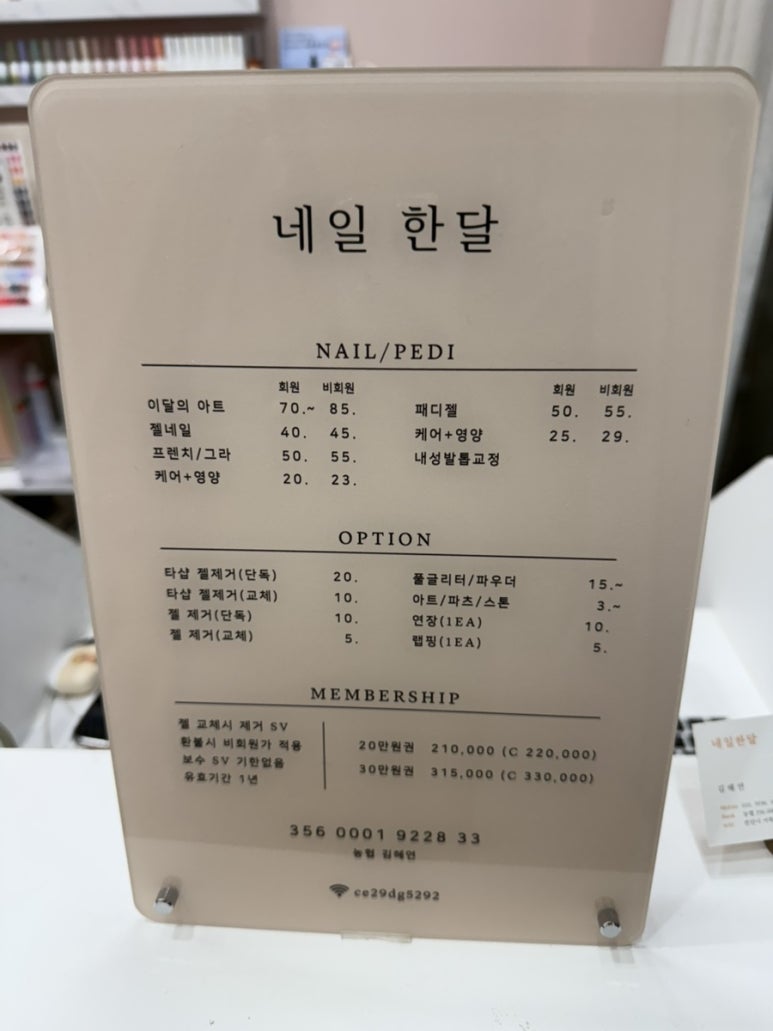 네일 한달
NAIL/PEDI
회원 비회원
이달의 아트 70.~ 85.
젤네일 40. 45.
프렌치/그라 50. 55.
케어+영양 20. 23.
회원 비회원
패디젤 50. 55.
케어+영양 25. 29.
내성발톱교정
OPTION
타샵 젤제거(단독) 20.
타샵 젤제거(교체) 10.
젤 제거(단독) 10.
젤 제거(교체) 5.
풀글리터/파우더 15.~
아트/파츠/스톤 3.~
연장(1EA) 10.
랩핑(1EA) 5.
MEMBERSHIP
젤 교체시 제거 SV
환불시 비회원가 적용
보수 SV 기한없음
유효기간 1년
20만원권 210,000 (C 220,000)
30만원권 315,000 (C 330,000)
356 0001 9228 33
농협 김혜연
ce29dg5292
네일한달
김혜연